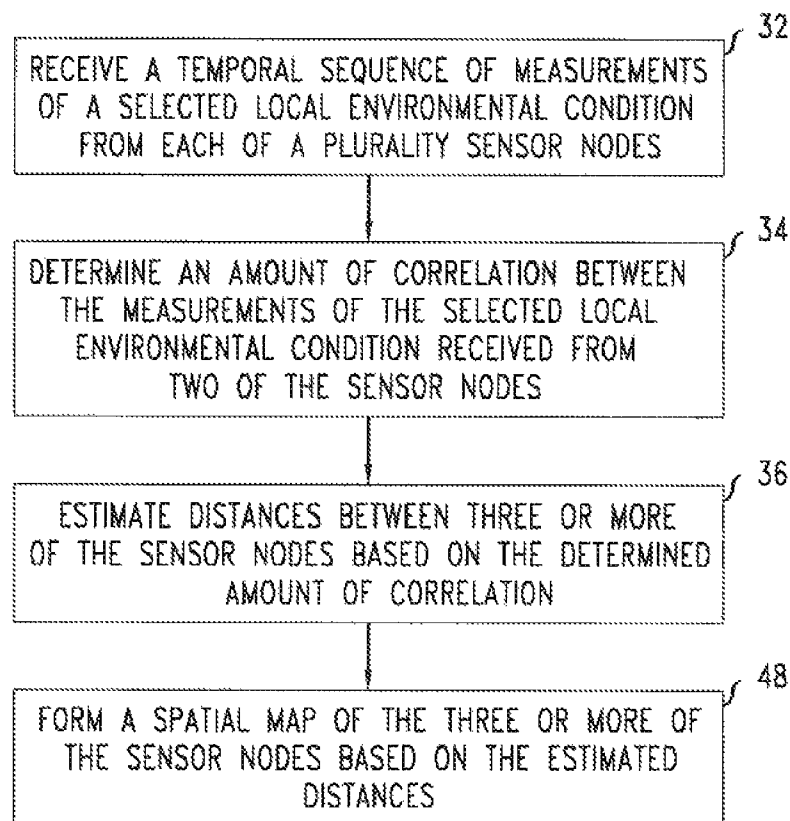 32
RECEIVE A TEMPORAL SEQUENCE OF MEASUREMENTS
OF A SELECTED LOCAL ENVIRONMENTAL CONDITION
FROM EACH OF A PLURALITY SENSOR NODES
34
DETERMINE AN AMOUNT OF CORRELATION BETWEEN
THE MEASUREMENTS OF THE SELECTED LOCAL
ENVIRONMENTAL CONDITION RECEIVED FROM
TWO OF THE SENSOR NODES
36
ESTIMATE DISTANCES BETWEEN THREE OR MORE
OF THE SENSOR NODES BASED ON THE DETERMINED
AMOUNT OF CORRELATION
48
FORM A SPATIAL MAP OF THE THREE OR MORE OF
THE SENSOR NODES BASED ON THE ESTIMATED
DISTANCES